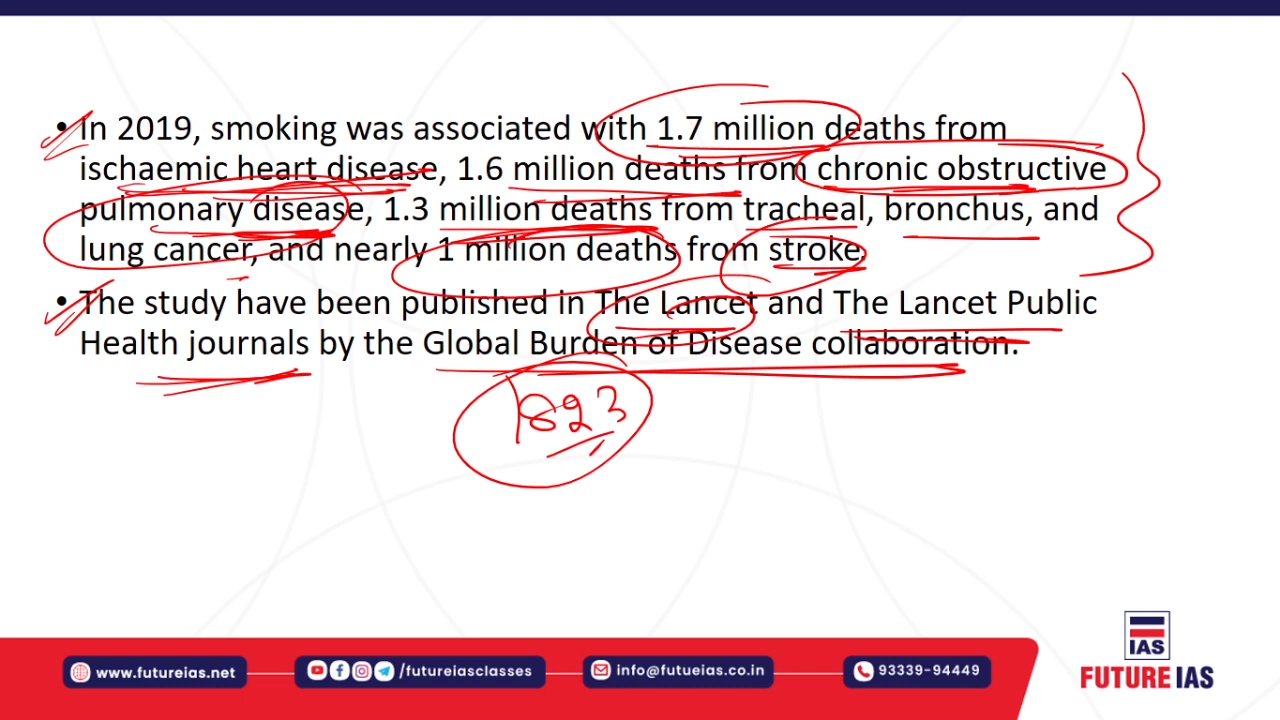 • In 2019, smoking was associated with 1.7 million deaths from
ischaemic heart disease, 1.6 million deaths from chronic obstructive
pulmonary disease, 1.3 million deaths from tracheal, bronchus, and
lung cancer, and nearly 1 million deaths from stroke.
• The study have been published in The Lancet and The Lancet Public
Health journals by the Global Burden of Disease collaboration.
1823
IAS
www.futureias.net
/futureiasclasses
info@futueias.co.in
93339-94449
FUTURE IAS